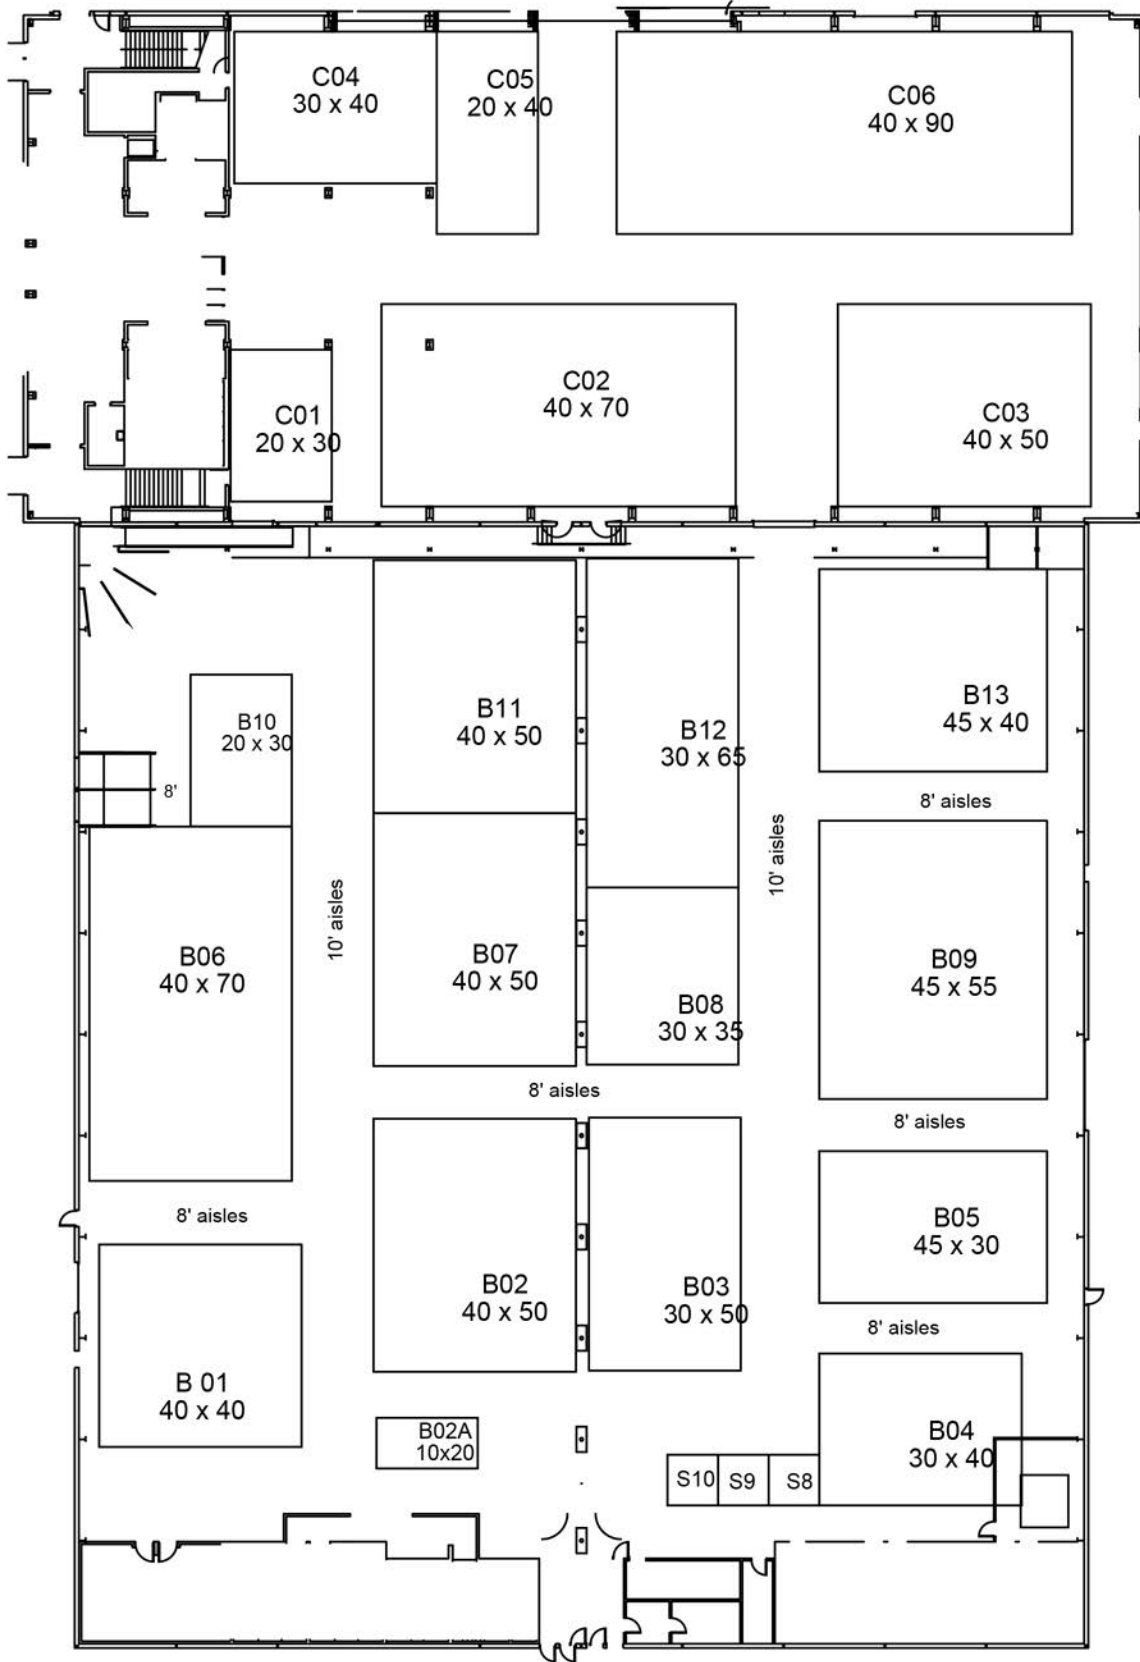 C04
30 x 40
C05
20 x 40
C06
40 x 90
C01
20 x 30
C02
40 x 70
C03
40 x 50
B10
20 x 30
8'
B11
40 x 50
B12
30 x 65
B13
45 x 40
8' aisles
10' aisles
10' aisles
B06
40 x 70
B07
40 x 50
B08
30 x 35
B09
45 x 55
8' aisles
8' aisles
8' aisles
B05
45 x 30
B02
40 x 50
B03
30 x 50
8' aisles
B 01
40 x 40
B02A
10x20
B04
30 x 40
S10
S9
S8